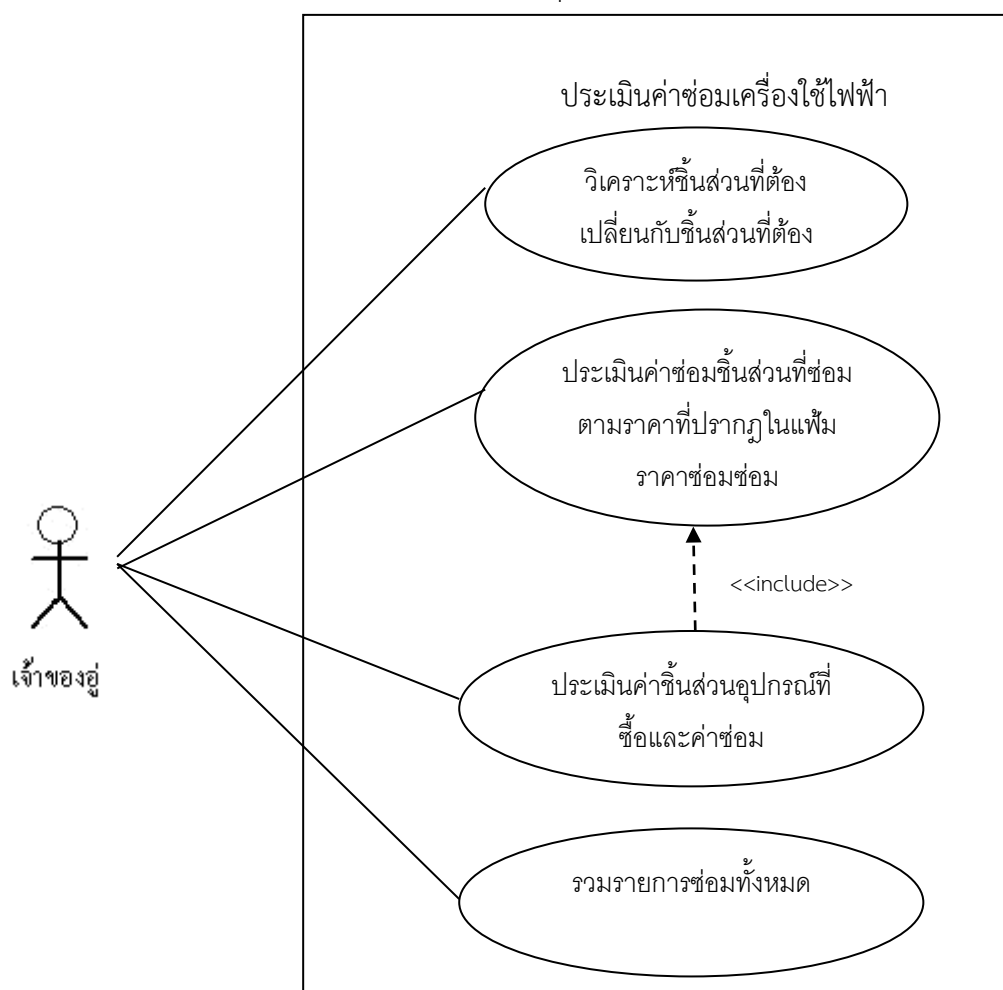 ประเมินค่าซ่อมเครื่องใช้ไฟฟ้า
วิเคราะห์ชิ้นส่วนที่ต้อง
เปลี่ยนกับชิ้นส่วนที่ต้อง
ประเมินค่าซ่อมชิ้นส่วนที่ซ่อม
ตามราคาที่ปรากฎในแฟ้ม
ราคาซ่อมซ่อม
<<include>>
เจ้าของอู่
ประเมินค่าชิ้นส่วนอุปกรณ์ที่
ซื้อและค่าซ่อม
รวมรายการซ่อมทั้งหมด